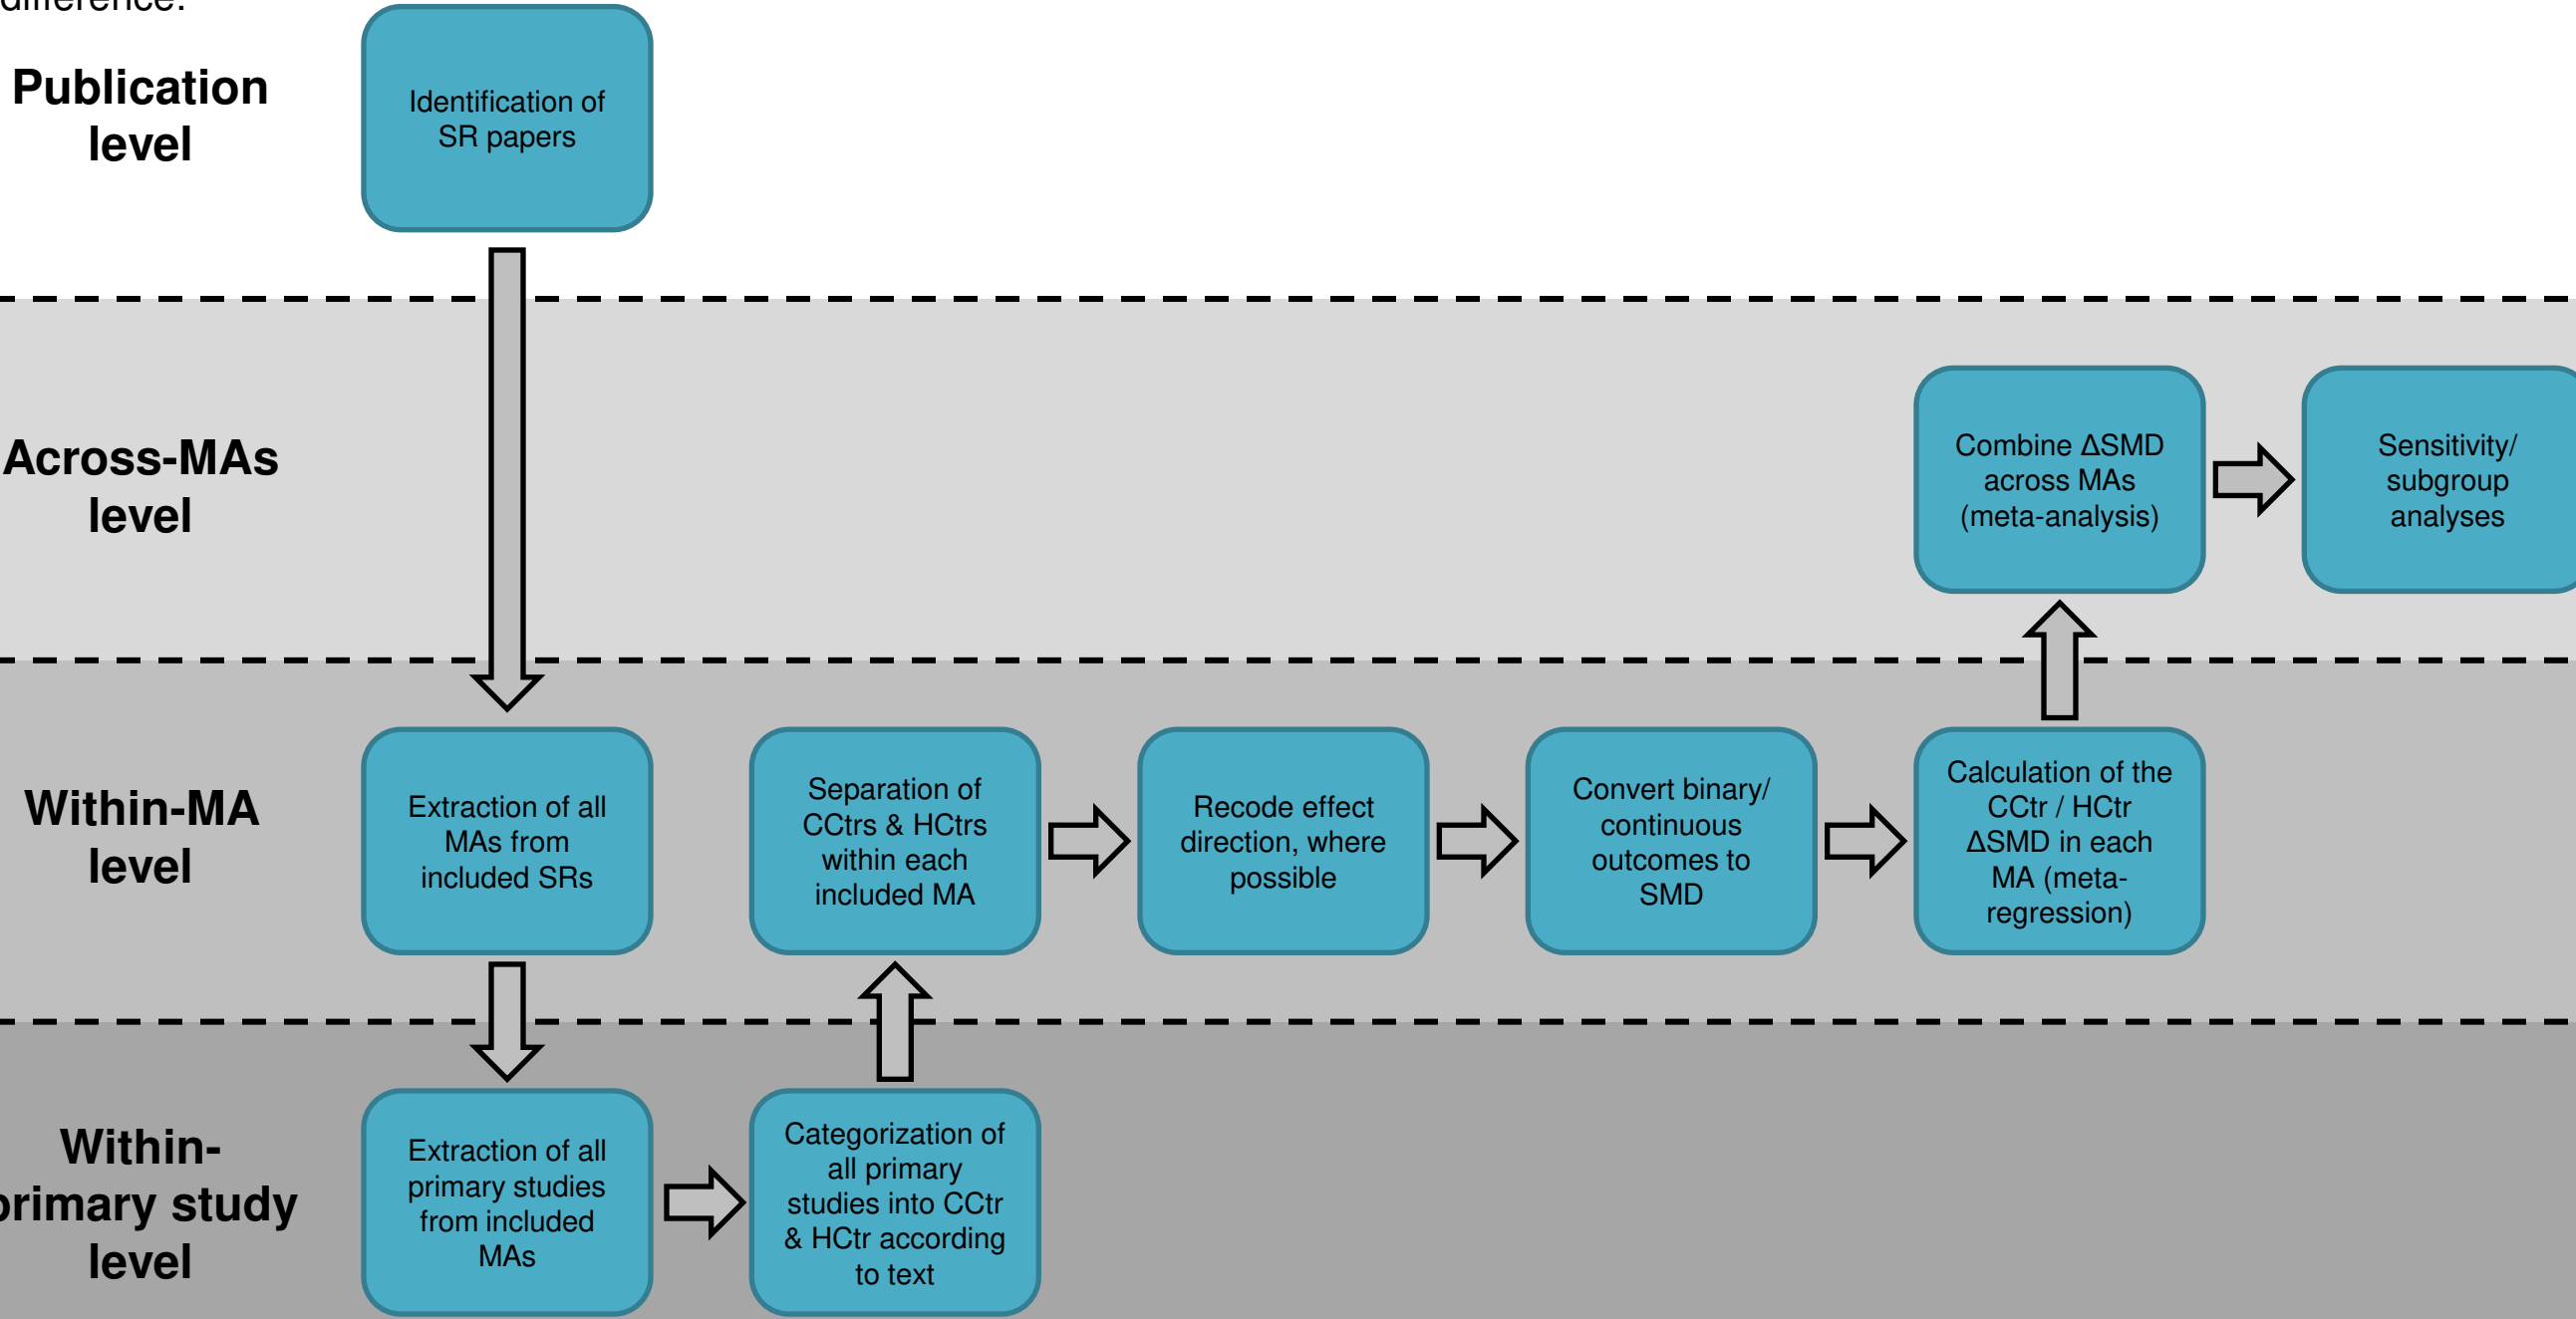 difference.
Publication
level
Identification of
SR papers
Across-MAs
level
Combine ΔSMD
across MAs
(meta-analysis)
Sensitivity/
subgroup
analyses
Within-MA
level
Extraction of all
MAs from
included SRs
Separation of
CCtrs & HCtrs
within each
included MA
Recode effect
direction, where
possible
Convert binary/
continuous
outcomes to
SMD
Calculation of the
CCtr / HCtr
ΔSMD in each
MA (meta-
regression)
Within-
primary study
level
Extraction of all
primary studies
from included
MAs
Categorization of
all primary
studies into CCtr
& HCtr according
to text